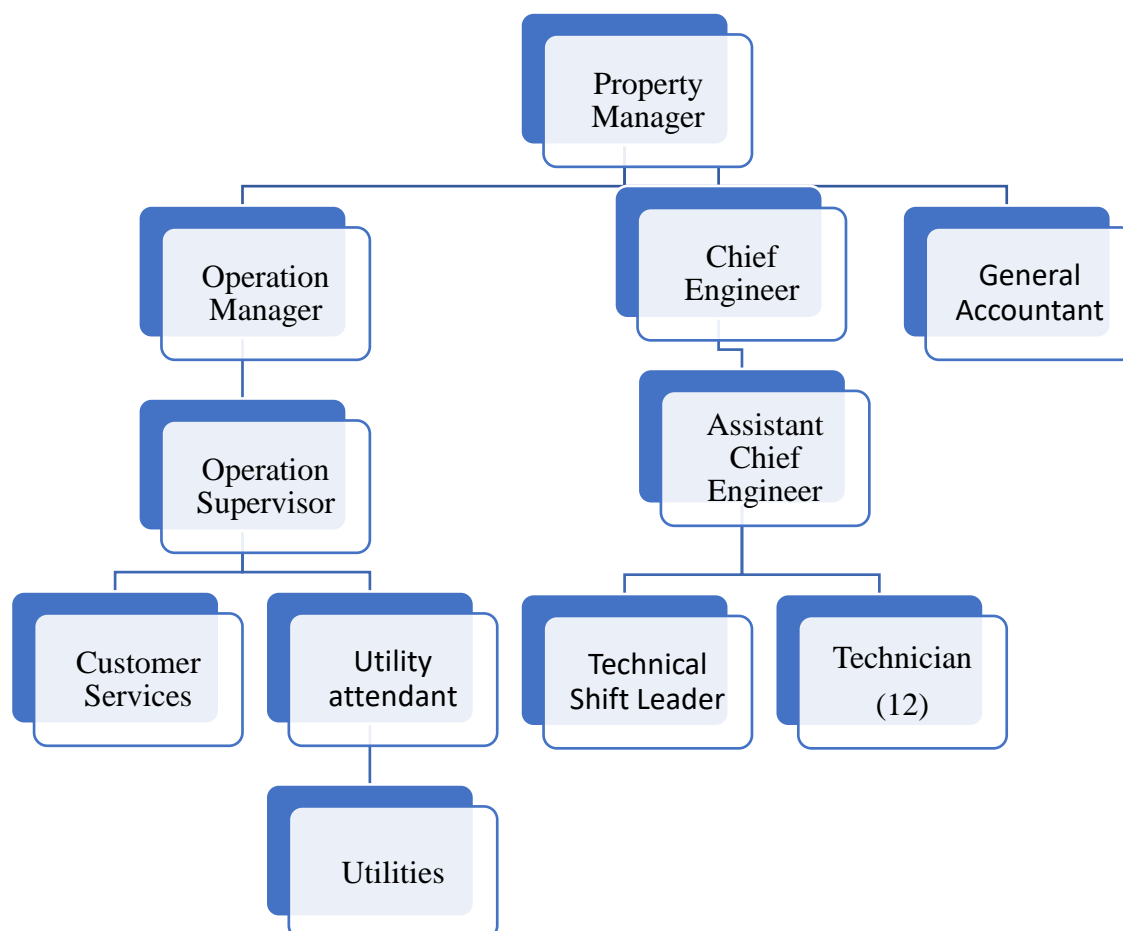 Property
Manager
Operation
Manager
Chief
Engineer
General
Accountant
Operation
Supervisor
Assistant
Chief
Engineer
Customer
Services
Utility
attendant
Technical
Shift Leader
Technician
(12)
Utilities